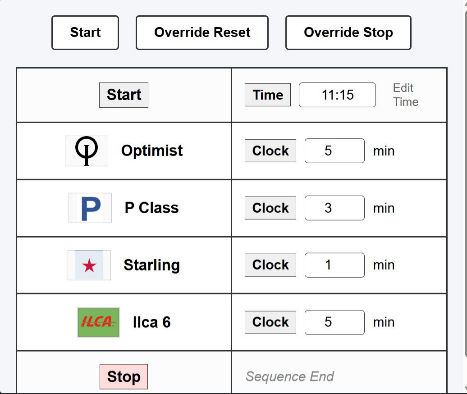 Start Override Reset Override Stop
Start Time 11:15 Edit
Time
Optimist Clock 5 min
P P Class Clock 3 min
Starling Clock 1 min
ILCA Ilca 6 Clock 5 min
Stop Sequence End